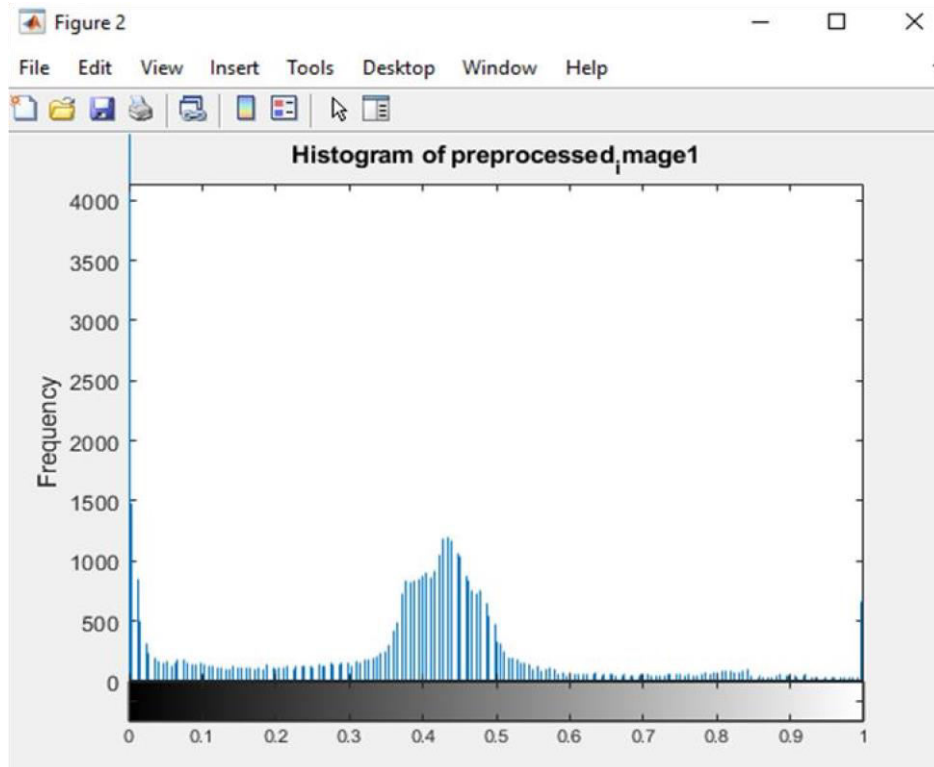 Figure 2
File Edit View Insert Tools Desktop Window Help
Histogram of preprocessed_image1
4000
3500
3000
2500
2000
1500
1000
500
0
Frequency
0 0.1 0.2 0.3 0.4 0.5 0.6 0.7 0.8 0.9 1